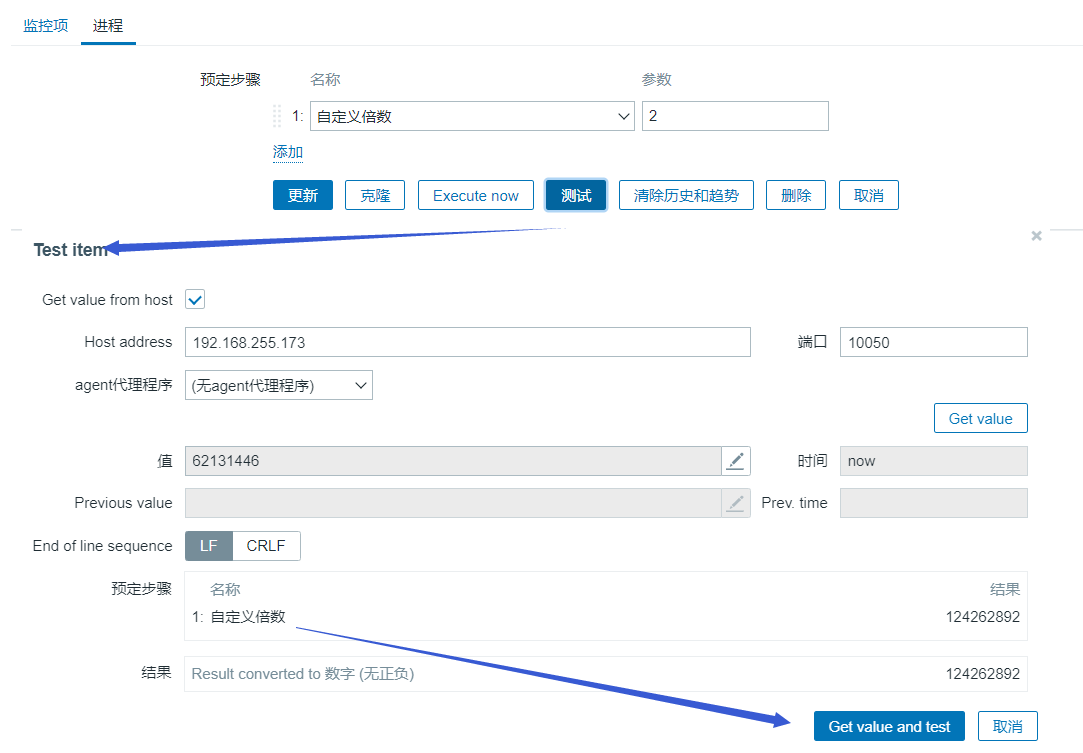 监控项 进程
预定步骤 名称 参数
1: 自定义倍数 2
添加
更新 克隆 Execute now 测试 清除历史和趋势 删除 取消
Test item ×
Get value from host
Host address 192.168.255.173 端口 10050
agent代理程序 (无agent代理程序)
Get value
值 62131446 时间 now
Previous value Prev. time
End of line sequence LF CRLF
预定步骤 名称 结果
1: 自定义倍数 124262892
结果 Result converted to 数字 (无正负) 124262892
Get value and test 取消